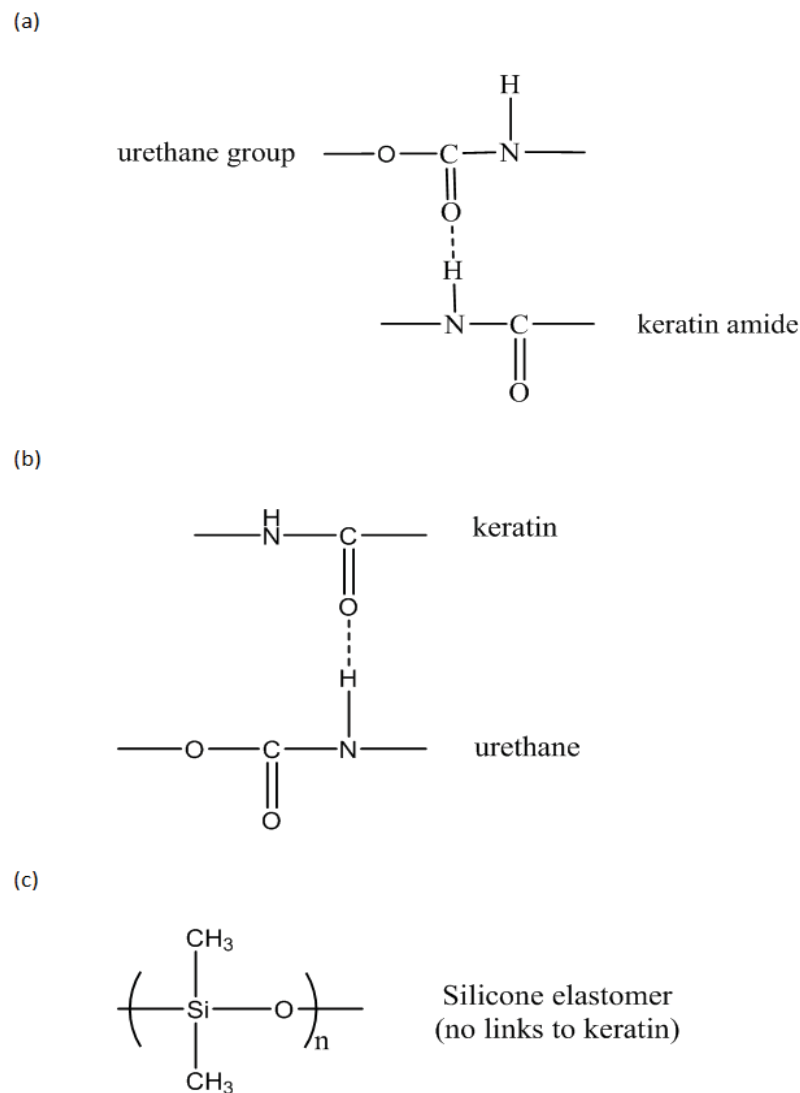 (a)
H
urethane group
O C N
O
H
N C keratin amide
O
(b)
H
N C keratin
O
H
O C N urethane
O
(c)
CH3
Si O n
Silicone elastomer
(no links to keratin)
CH3